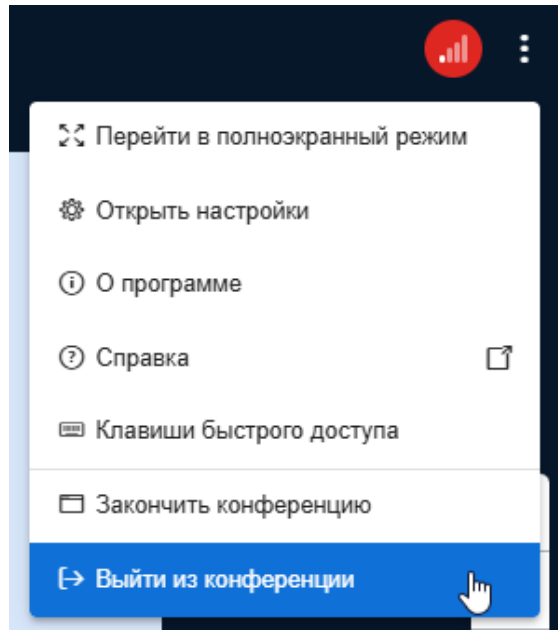 Перейти в полноэкранный режим
Открыть настройки
О программе
Справка
Клавиши быстрого доступа
Закончить конференцию
Выйти из конференции